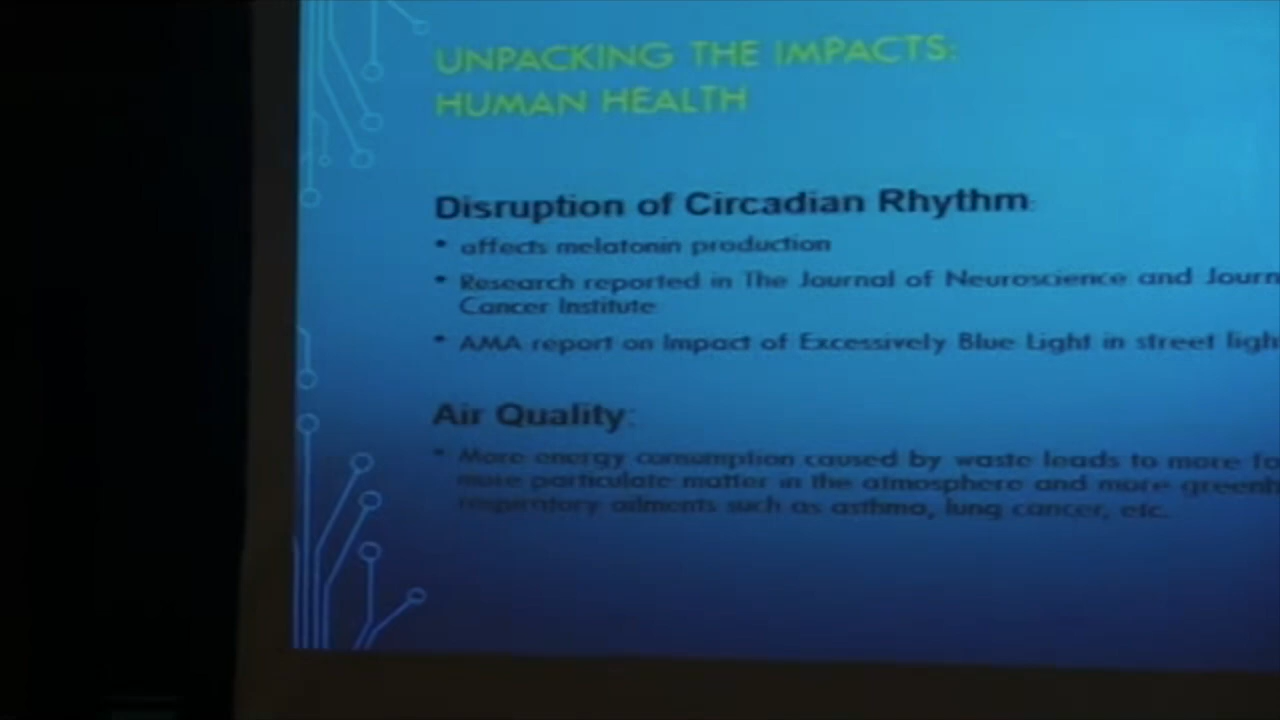 UNPACKING THE IMPACTS:
HUMAN HEALTH
Disruption of Circadian Rhythm:
• affects melatonin production
• Research reported in The Journal of Neuroscience and Journ
Cancer Institute
• AMA report on Impact of Excessively Blue Light in street ligh
Air Quality:
• More energy consumption caused by waste leads to more fo
more particulate matter in the atmosphere and more greenh
respiratory ailments such as asthma, lung cancer, etc.